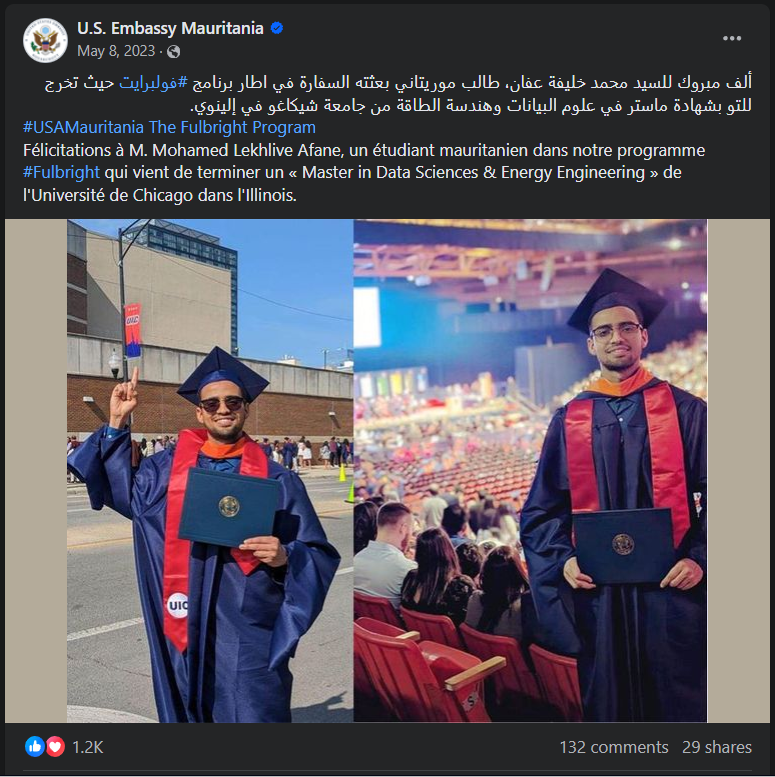 U.S. Embassy Mauritania
May 8, 2023 ·
ألف مبروك للسيد محمد خليفة عفان، طالب موريتاني بعثته السفارة في اطار برنامج #فولبرايت حيث تخرج
للتو بشهادة ماستر في علوم البيانات وهندسة الطاقة من جامعة شيكاغو في إلينوي.
#USAMauritania The Fulbright Program
Félicitations à M. Mohamed Lekhlive Afane, un étudiant mauritanien dans notre programme
#Fulbright qui vient de terminer un « Master in Data Sciences & Energy Engineering » de
l'Université de Chicago dans l'Illinois.
UIC
UIC
1.2K
132 comments 29 shares